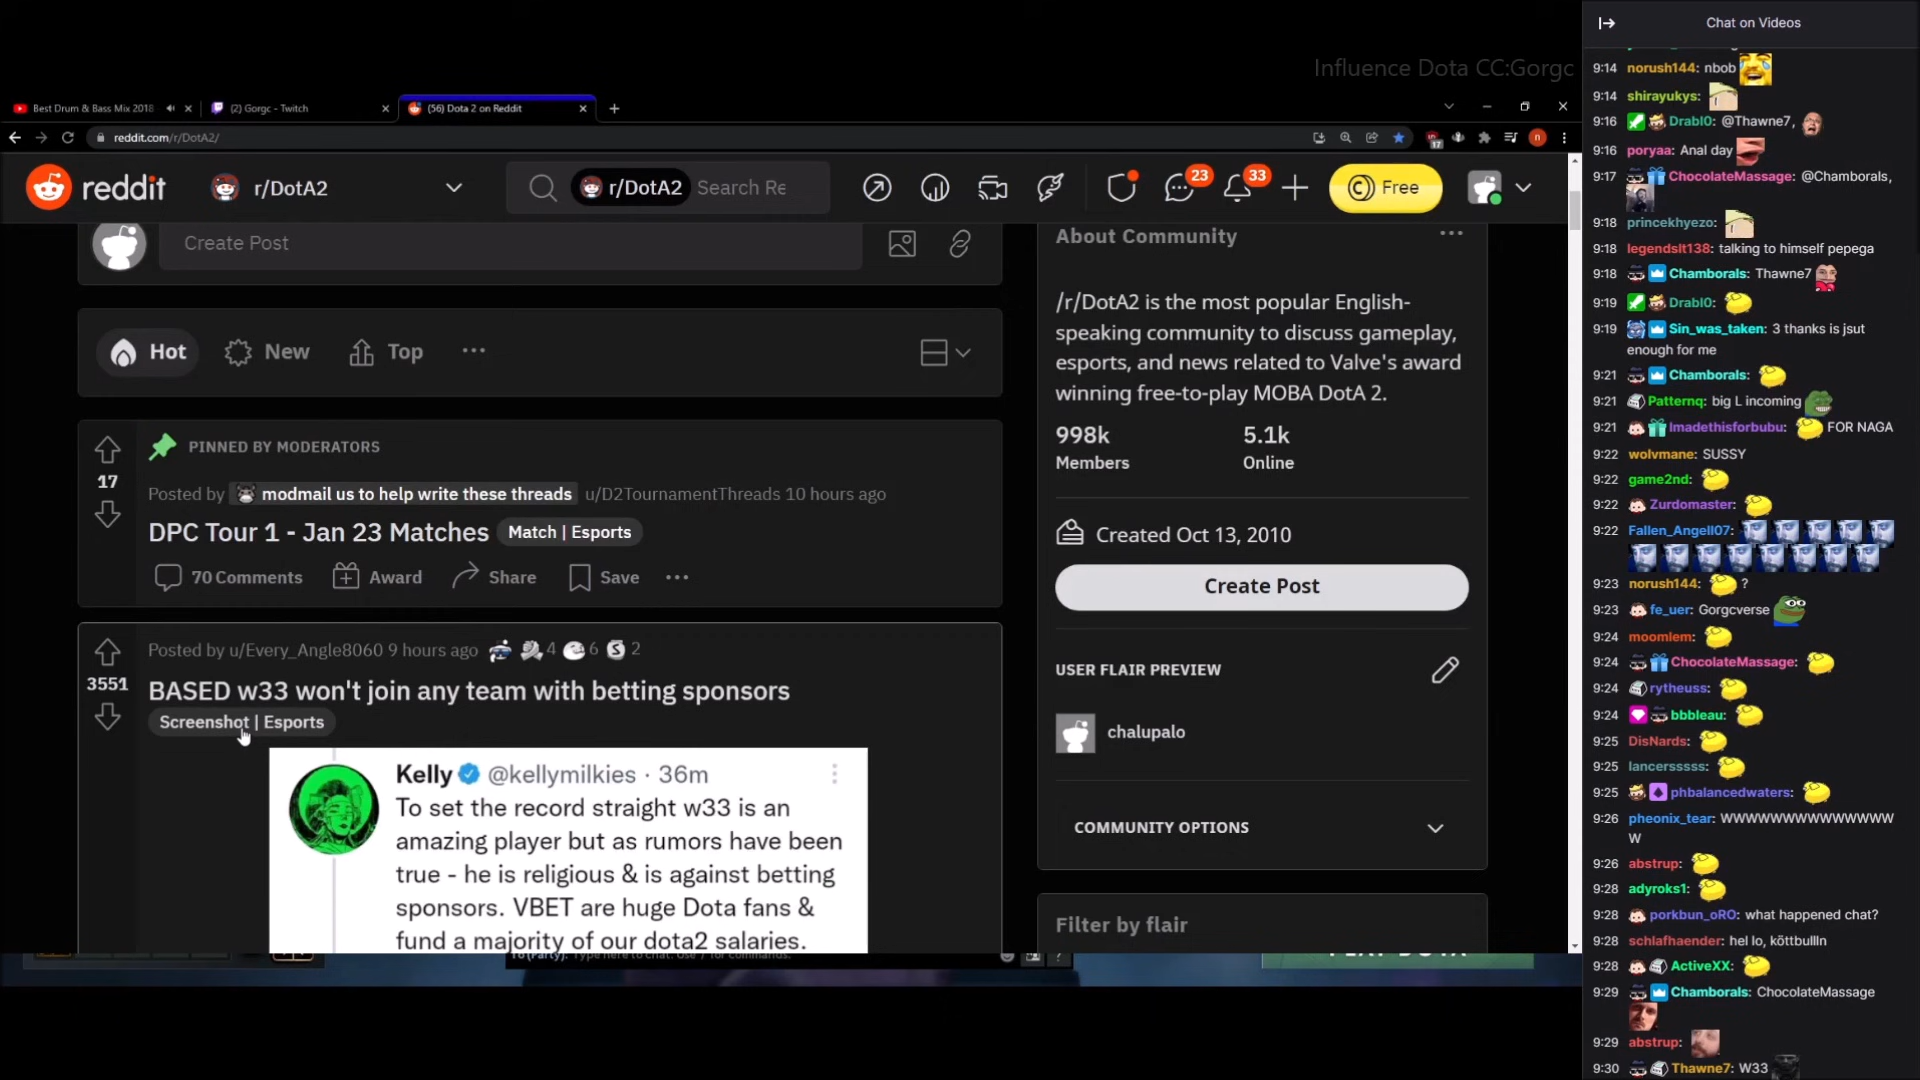 Influence Dota CC:Gorgc
Best Drum & Bass Mix 2018
(2) Gorgc - Twitch
(56) Dota 2 on Reddit
reddit.com/r/DotA2/
17
reddit
r/DotA2
r/DotA2 Search Re
23
33
Free
Create Post
Hot
New
Top
PINNED BY MODERATORS
17
Posted by modmail us to help write these threads u/D2TournamentThreads 10 hours ago
DPC Tour 1 - Jan 23 Matches Match | Esports
70 Comments Award Share Save
Posted by u/Every_Angle8060 9 hours ago 4 6 2
3551
BASED w33 won't join any team with betting sponsors
Screenshot | Esports
Kelly @kellymilkies · 36m
To set the record straight w33 is an
amazing player but as rumors have been
true - he is religious & is against betting
sponsors. VBET are huge Dota fans &
fund a majority of our dota2 salaries.
About Community
/r/DotA2 is the most popular English-
speaking community to discuss gameplay,
esports, and news related to Valve's award
winning free-to-play MOBA DotA 2.
998k 5.1k
Members Online
Created Oct 13, 2010
Create Post
USER FLAIR PREVIEW
chalupalo
COMMUNITY OPTIONS
Filter by flair
Chat on Videos
9:14 norush144: nbob
9:14 shirayukys:
9:16 Drabl0: @Thawne7,
9:16 poryaa: Anal day
9:17 ChocolateMassage: @Chamborals,
9:18 princekhyezo:
9:18 legendslt138: talking to himself pepega
9:18 Chamborals: Thawne7
9:19 Drabl0:
9:19 Sin_was_taken: 3 thanks is jsut
enough for me
9:21 Chamborals:
9:21 Patternq: big L incoming
9:21 Imadethisforbubu: FOR NAGA
9:22 wolvmane: SUSSY
9:22 game2nd:
9:22 Zurdomaster:
9:22 Fallen_Angell07:
9:23 norush144: ?
9:23 fe_uer: Gorgcverse
9:24 moomlem:
9:24 ChocolateMassage:
9:24 rytheuss:
9:24 bbbleau:
9:25 DisNards:
9:25 lancersssss:
9:25 phbalancedwaters:
9:26 pheonix_tear: WWWWWWWWWWWWWW
W
9:26 abstrup:
9:28 adyroks1:
9:28 porkbun_oRO: what happened chat?
9:28 schlafhaender: hel lo, köttbullln
9:28 ActiveXX:
9:29 Chamborals: ChocolateMassage
9:29 abstrup:
9:30 Thawne7: W33